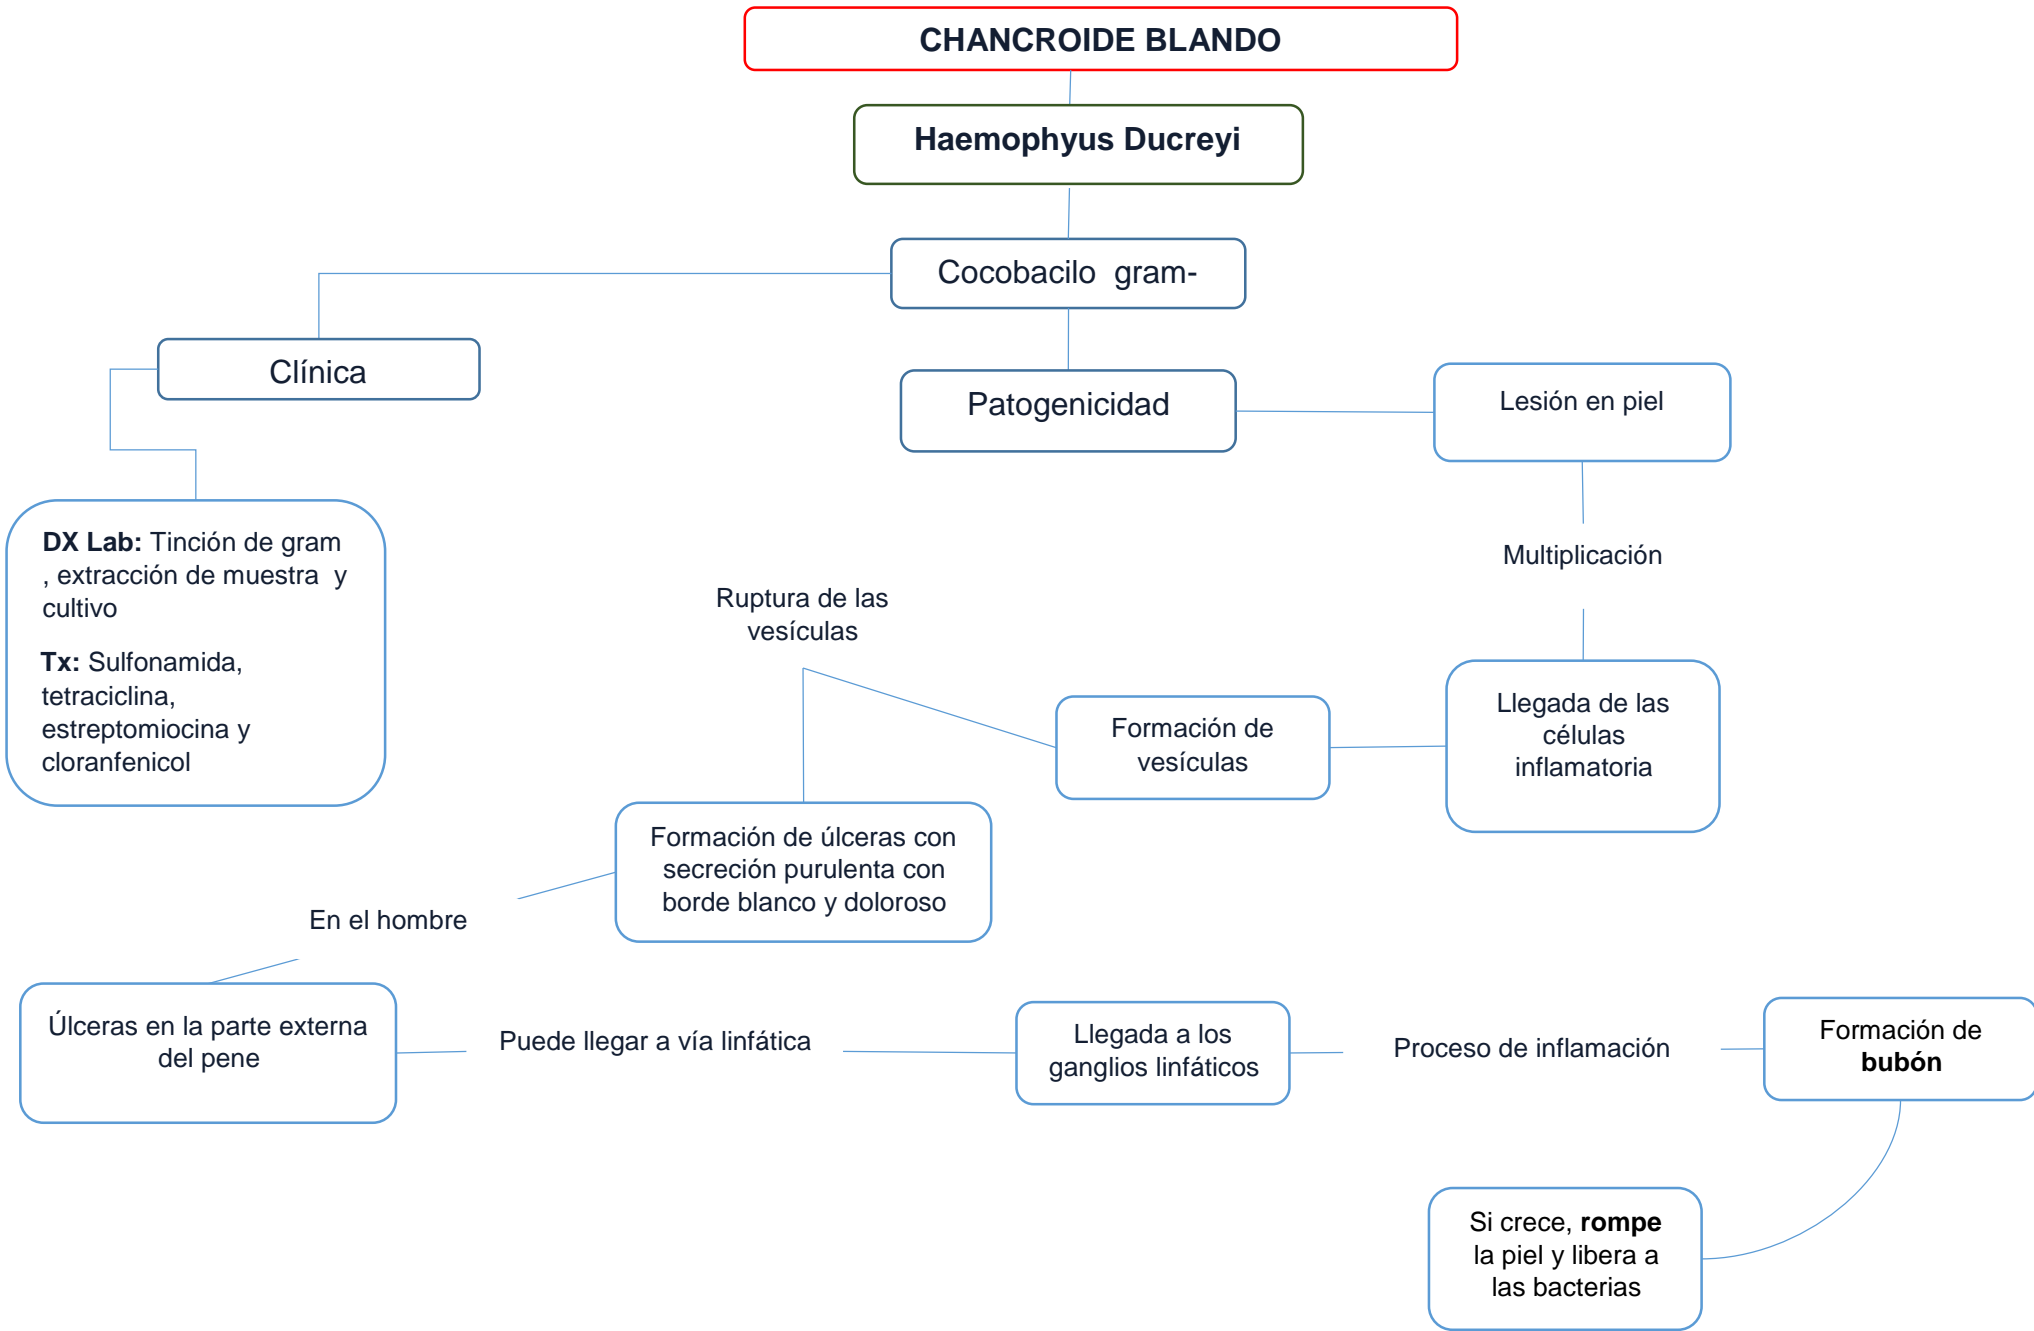 CHANCROIDE BLANDO
Haemophyus Ducreyi
Cocobacilo  gram-
Clínica
Patogenicidad
Lesión en piel
DX Lab: Tinción de gram
, extracción de muestra  y
cultivo
Tx: Sulfonamida,
tetraciclina,
estreptomiocina y
cloranfenicol
Multiplicación
Llegada de las
células
inflamatoria
Formación de
vesículas
Ruptura de las
vesículas
Formación de úlceras con
secreción purulenta con
borde blanco y doloroso
En el hombre
Úlceras en la parte externa
del pene
Puede llegar a vía linfática
Llegada a los
ganglios linfáticos
Proceso de inflamación
Formación de
bubón
Si crece, rompe
la piel y libera a
las bacterias